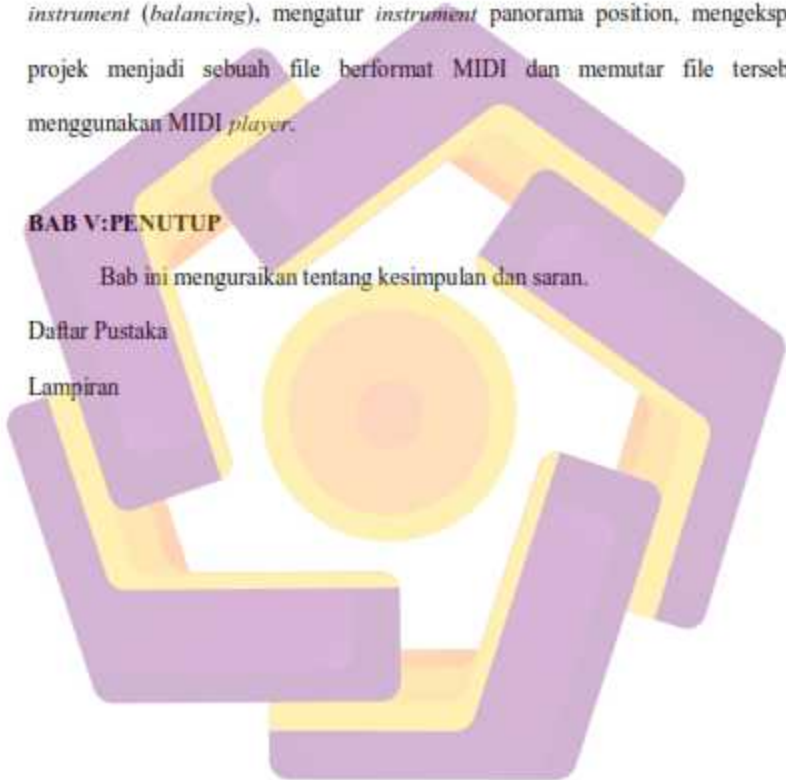 instrument (balancing), mengatur instrument panorama position, mengeksp
projek menjadi sebuah file berformat MIDI dan memutar file terseb
menggunakan MIDI player.
BAB V:PENUTUP
Bab ini menguraikan tentang kesimpulan dan saran.
Daftar Pustaka
Lampiran